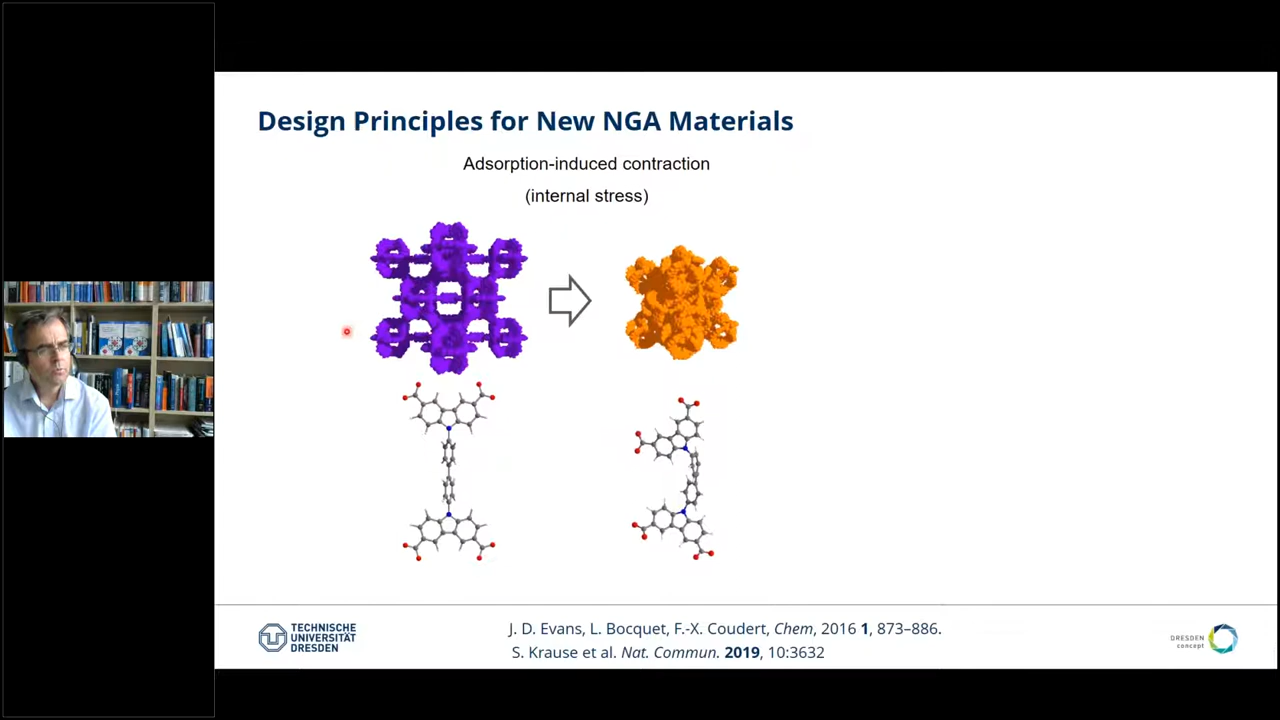 Design Principles for New NGA Materials
Adsorption-induced contraction
(internal stress)
TECHNISCHE
UNIVERSITÄT
DRESDEN
J. D. Evans, L. Bocquet, F.-X. Coudert, Chem, 2016 1, 873–886.
S. Krause et al. Nat. Commun. 2019, 10:3632
DRESDEN
concept